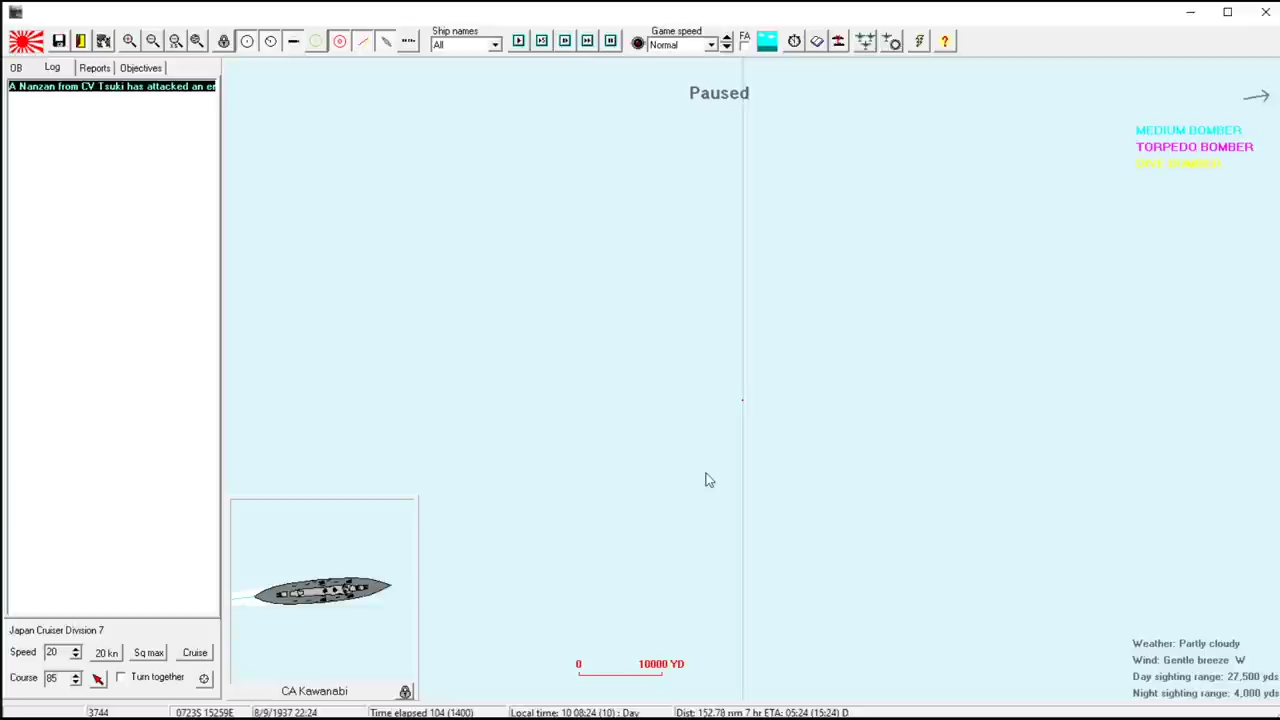 Ship names
All
Game speed
Normal
FA
?
OB
Log
Reports
Objectives
A Nanzan from CV Tsuki has attacked an en
Paused
MEDIUM BOMBER
TORPEDO BOMBER
DIVE BOMBER
Japan Cruiser Division 7
Speed 20 20 kn Sq max Cruise
Course 85 Turn together
CA Kawanabi
0 10000 YD
Weather: Partly cloudy
Wind: Gentle breeze W
Day sighting range: 27,500 yds
Night sighting range: 4,000 yds
3744 0723S 15259E 8/9/1937 22:24 Time elapsed 104 (1400) Local time: 10 08:24 (10) : Day Dist: 152.78 nm 7 hr ETA: 05:24 (15:24) D